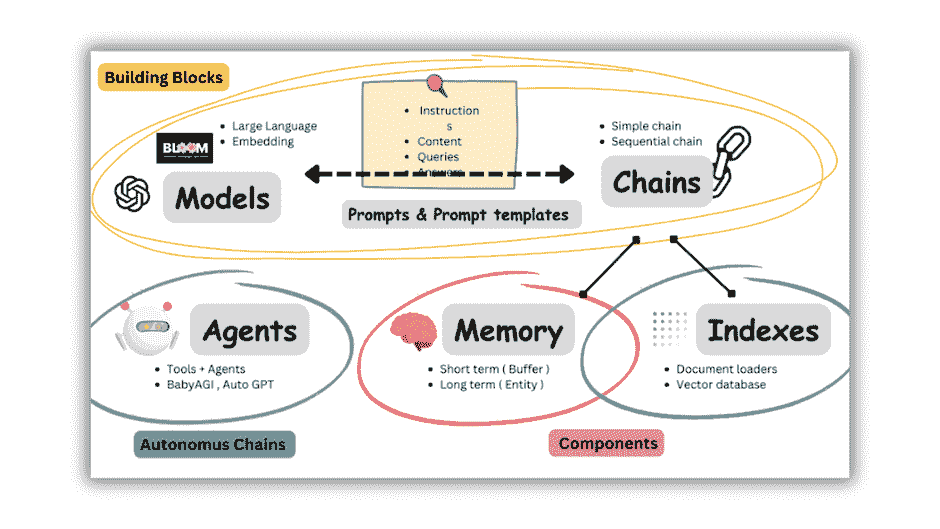 Building Blocks
BLOOM
• Large Language
• Embedding
Models
• Instruction
s
• Content
• Queries
• Answers
Prompts & Prompt templates
• Simple chain
• Sequential chain
Chains
Agents
• Tools + Agents
• BabyAGI , Auto GPT
Autonomus Chains
Memory
• Short term ( Buffer )
• Long term ( Entity )
Indexes
• Document loaders
• Vector database
Components